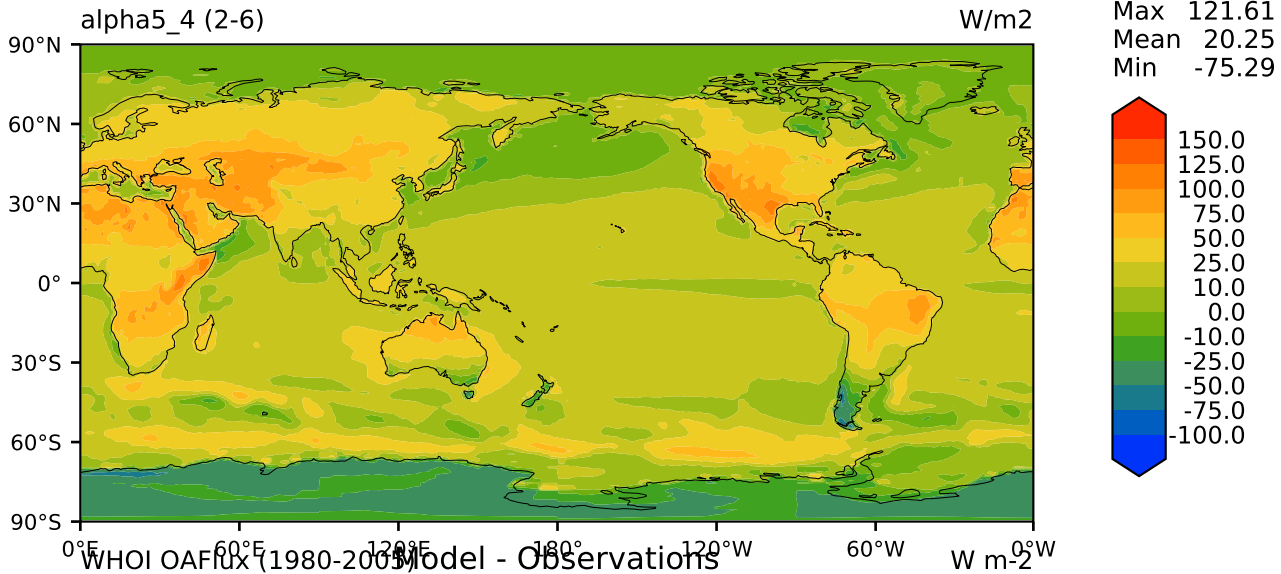 alpha5_4 (2-6) W/m2
Max 121.61
Mean 20.25
Min -75.29
90°N
60°N
30°N
0°
30°S
60°S
90°S
150.0
125.0
100.0
75.0
50.0
25.0
10.0
0.0
-10.0
-25.0
-50.0
-75.0
-100.0
0°E 60°E 120°E 180° 120°W 60°W 0°W
WHOI OAFlux (1980-2005) Model - Observations W m-2